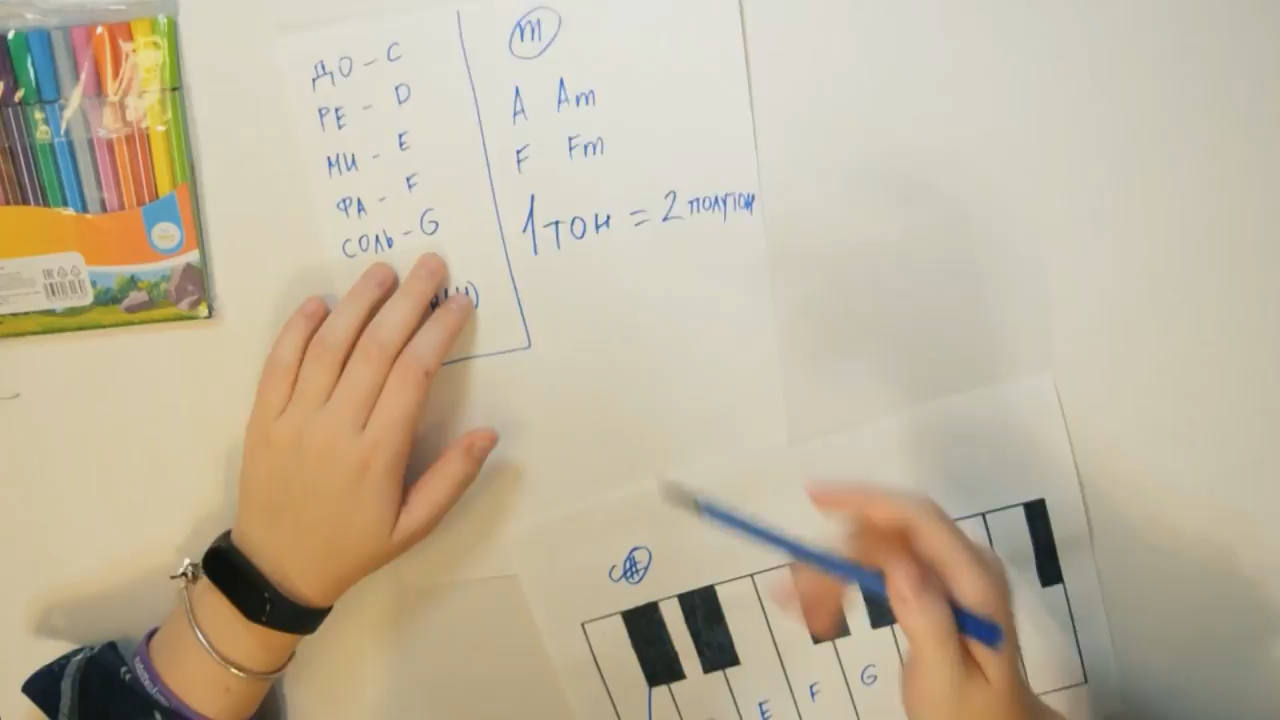 ДО - C
РЕ - D
МИ - E
ФА - F
СОЛЬ - G
m
A Am
F Fm
1 ТОН = 2 ПОЛУТОН
C#
E F G